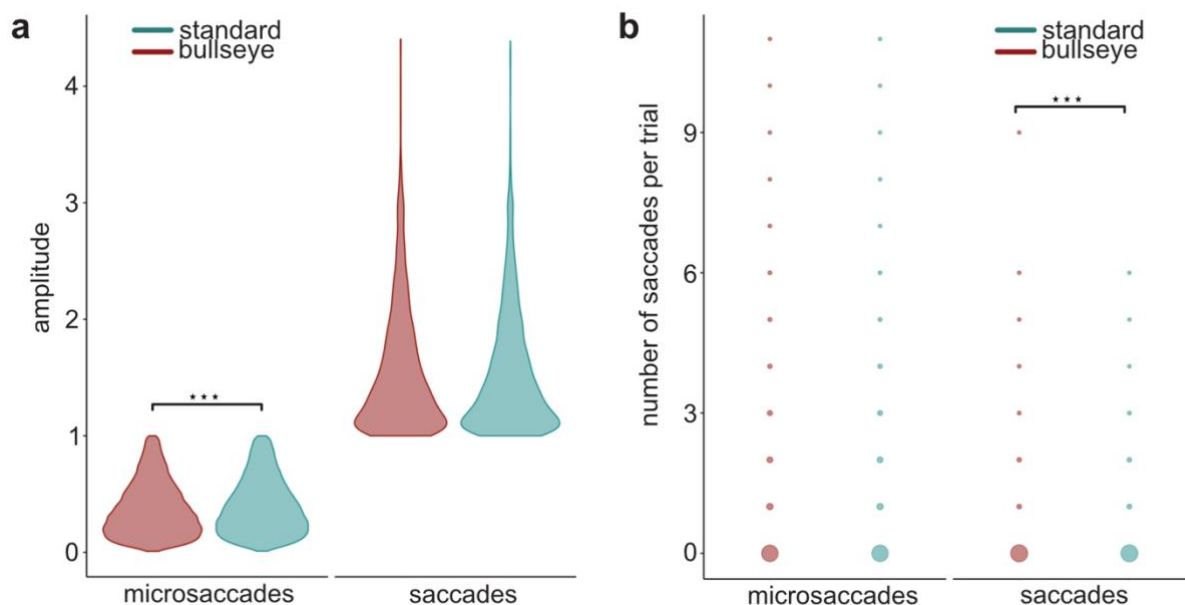 a
standard
bullseye
amplitude
4
3
2
1
0
***
microsaccades
saccades
b
standard
bullseye
number of saccades per trial
9
6
3
0
***
microsaccades
saccades